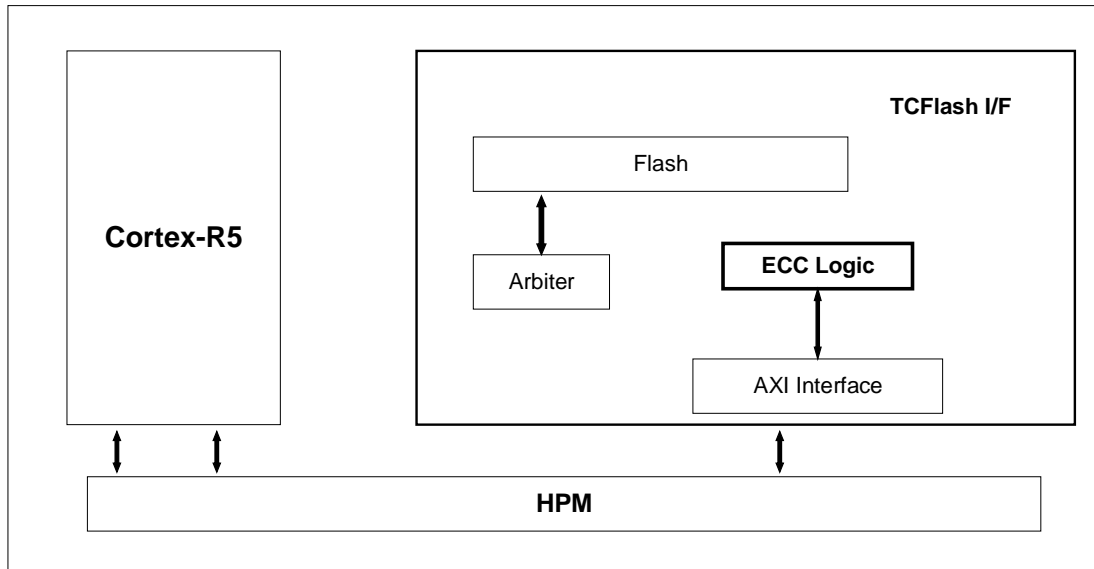 TCFlash I/F
Flash
Cortex-R5
ECC Logic
Arbiter
AXI Interface
HPM